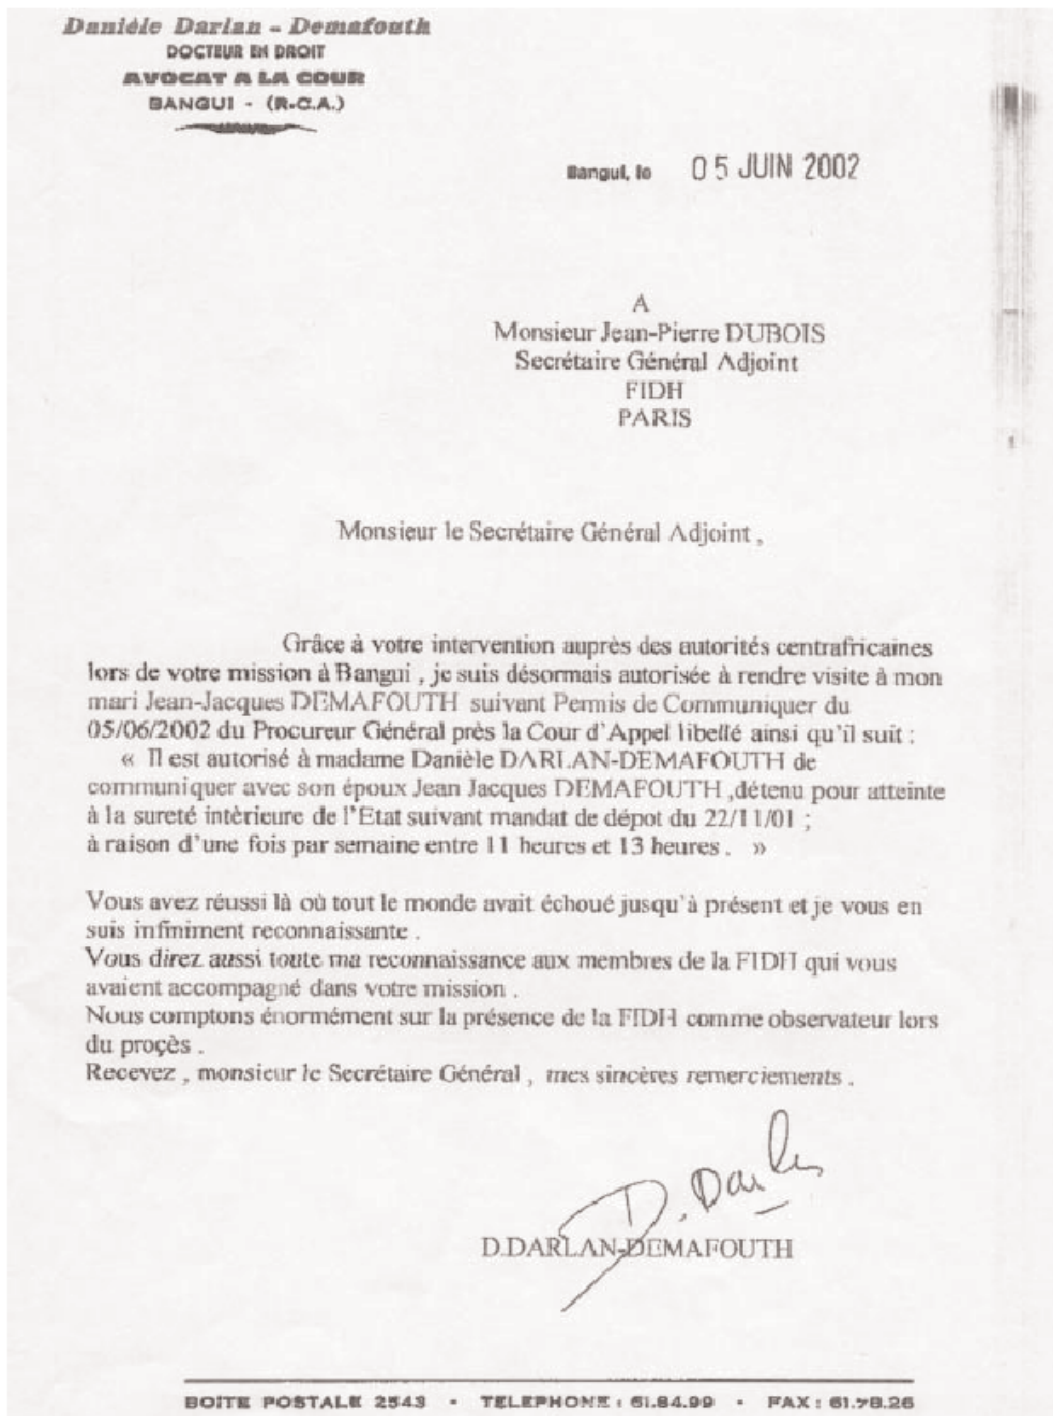 Danièle Darlan - Demafouth
DOCTEUR EN DROIT
AVOCAT A LA COUR
BANGUI - (R.C.A.)
Bangui, le 05 JUIN 2002
A
Monsieur Jean-Pierre DUBOIS
Secrétaire Général Adjoint
FIDH
PARIS
Monsieur le Secrétaire Général Adjoint ,
Grâce à votre intervention auprès des autorités centrafricaines
lors de votre mission à Bangui , je suis désormais autorisée à rendre visite à mon
mari Jean-Jacques DEMAFOUTH suivant Permis de Communiquer du
05/06/2002 du Procureur Général près la Cour d'Appel libellé ainsi qu'il suit :
« Il est autorisé à madame Danièle DARLAN-DEMAFOUTH de
communiquer avec son époux Jean Jacques DEMAFOUTH ,détenu pour atteinte
à la sureté intèrieure de l'Etat suivant mandat de dépot du 22/11/01 ;
à raison d'une fois par semaine entre 11 heures et 13 heures . »
Vous avez réussi là où tout le monde avait échoué jusqu'à présent et je vous en
suis infiniment reconnaissante .
Vous direz aussi toute ma reconnaissance aux membres de la FIDH qui vous
avaient accompagné dans votre mission .
Nous comptons énormément sur la présence de la FIDH comme observateur lors
du proçès .
Recevez , monsieur le Secrétaire Général , mes sincères remerciements .
D. Darlan
D.DARLAN-DEMAFOUTH
BOITE POSTALE 2543 • TELEPHONE : 61.84.99 • FAX : 61.78.26